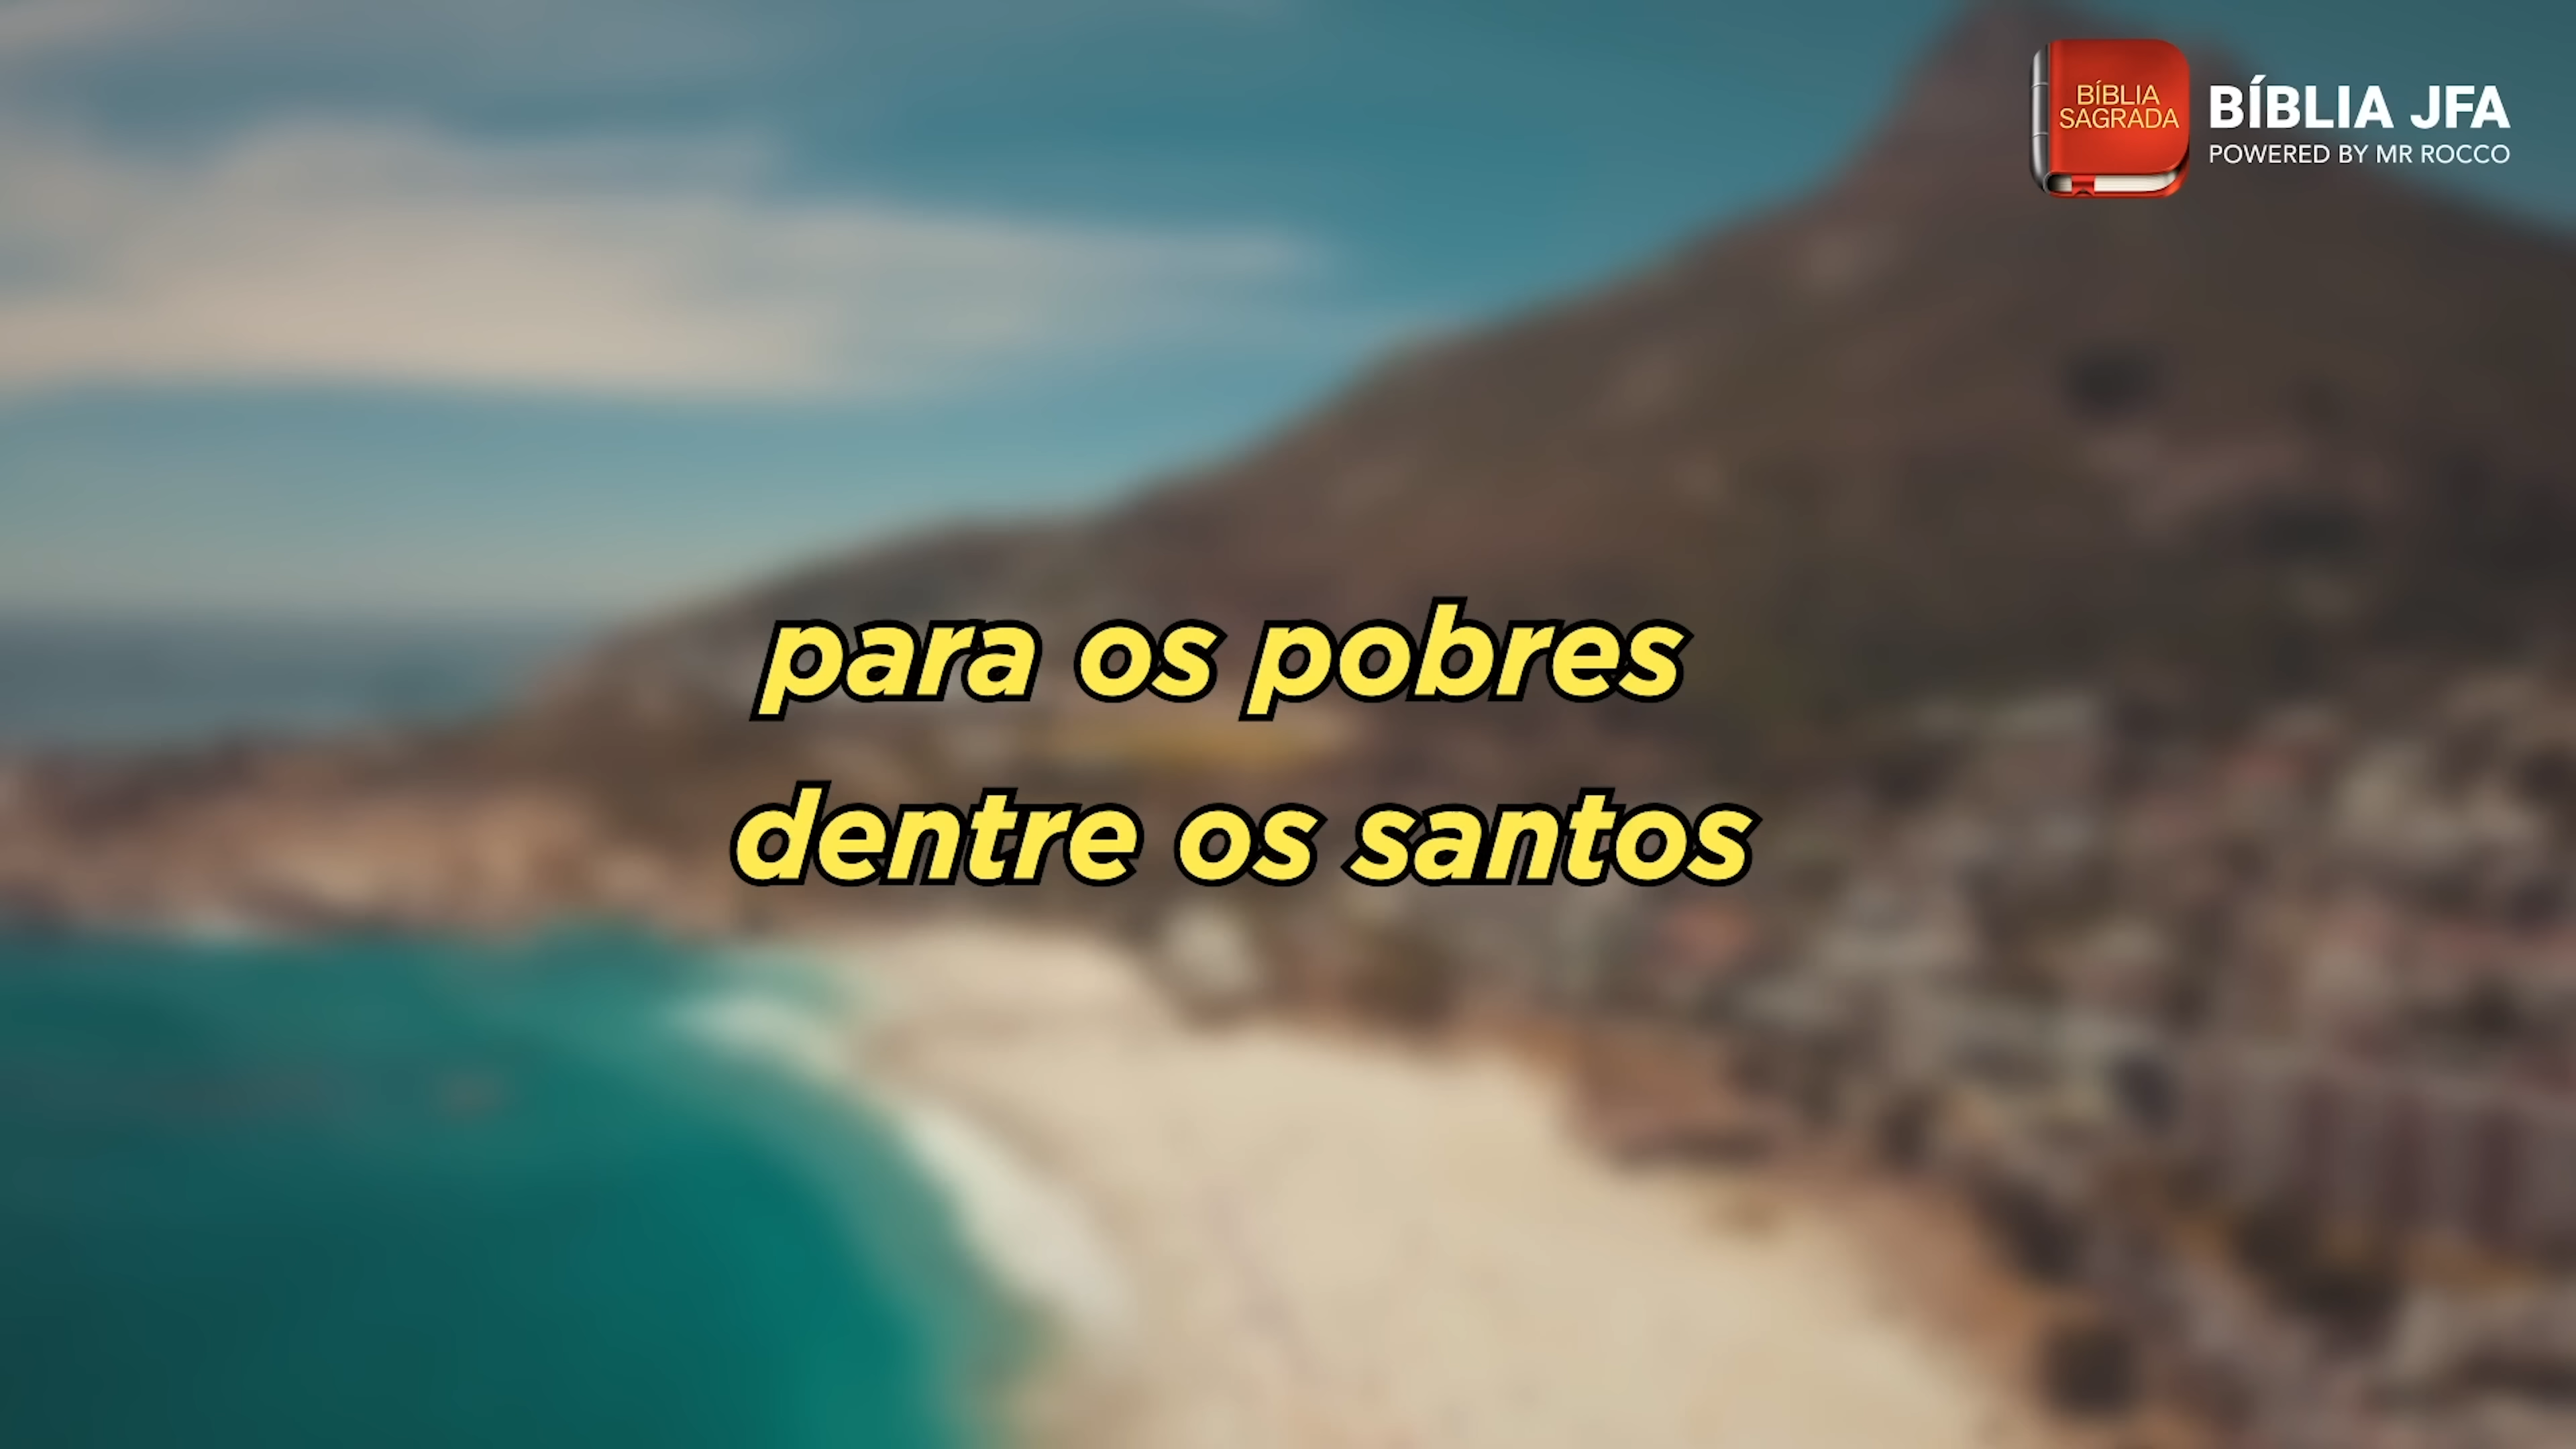 BÍBLIA
SAGRADA
BÍBLIA JFA
POWERED BY MR ROCCO
para os pobres
dentre os santos